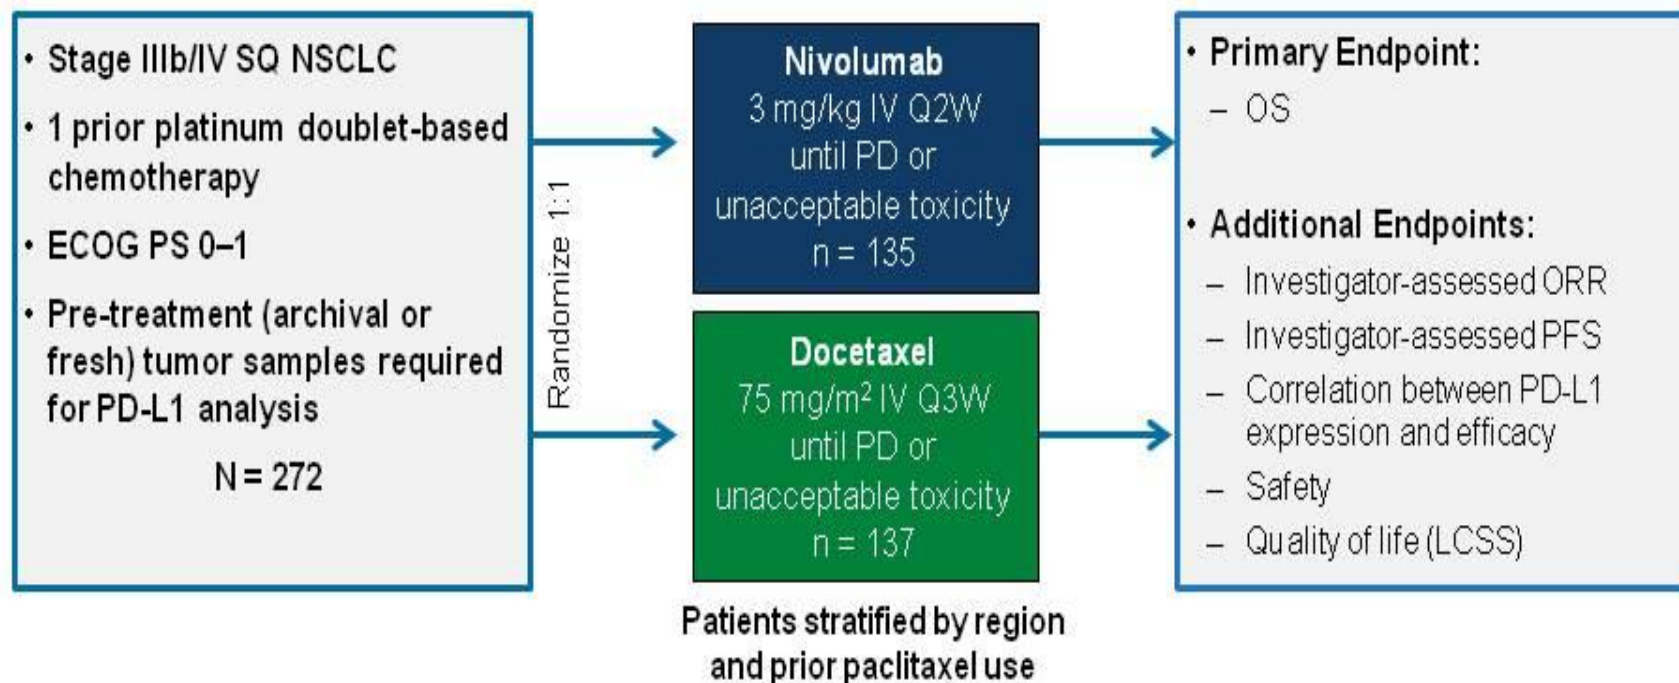 • Stage IIIb/IV SQ NSCLC
• 1 prior platinum doublet-based
chemotherapy
• ECOG PS 0–1
• Pre-treatment (archival or
fresh) tumor samples required
for PD-L1 analysis
N = 272
Randomize 1:1
Nivolumab
3 mg/kg IV Q2W
until PD or
unacceptable toxicity
n = 135
Docetaxel
75 mg/m² IV Q3W
until PD or
unacceptable toxicity
n = 137
Patients stratified by region
and prior paclitaxel use
• Primary Endpoint:
– OS
• Additional Endpoints:
– Investigator-assessed ORR
– Investigator-assessed PFS
– Correlation between PD-L1
expression and efficacy
– Safety
– Quality of life (LCSS)